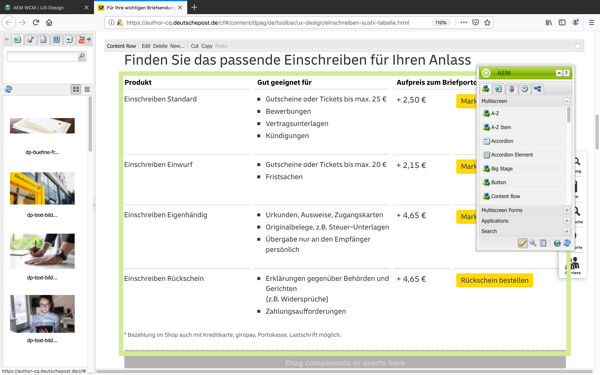 AEM WCM | UX-Design
Für Ihre wichtigen Briefsendung
https://author-cq.deutschepost.de/cf#/content/dpag/de/toolbar/ux-design/einschreiben-sushi-tabelle.html
110%
Content Row Edit Delete New... Cut Copy Paste
Finden Sie das passende Einschreiben für Ihren Anlass
Produkt Gut geeignet für Aufpreis zum Briefporto
Einschreiben Standard
Gutscheine oder Tickets bis max. 25 €
Bewerbungen
Vertragsunterlagen
Kündigungen
+ 2,50 €
Mark
Einschreiben Einwurf
Gutscheine oder Tickets bis max. 20 €
Fristsachen
+ 2,15 €
Mark
Einschreiben Eigenhändig
Urkunden, Ausweise, Zugangskarten
Originalbelege, z.B. Steuer-Unterlagen
Übergabe nur an den Empfänger
persönlich
+ 4,65 €
Mark
Einschreiben Rückschein
Erklärungen gegenüber Behörden und
Gerichten
(z.B. Widersprüche)
Zahlungsaufforderungen
+ 4,65 €
Rückschein bestellen
* Bezahlung im Shop auch mit Kreditkarte, giropay, Portokasse, Lastschrift möglich.
Drag components or assets here
AEM
Multiscreen
A-Z
A-Z Item
Accordion
Accordion Element
Big Stage
Button
Content Row
Multiscreen Forms
Applications
Search
dp-buehne-fr...
dp-text-bild...
dp-text-bild...
dp-text-bild...
https://author-cq.deutschepost.de/cf#